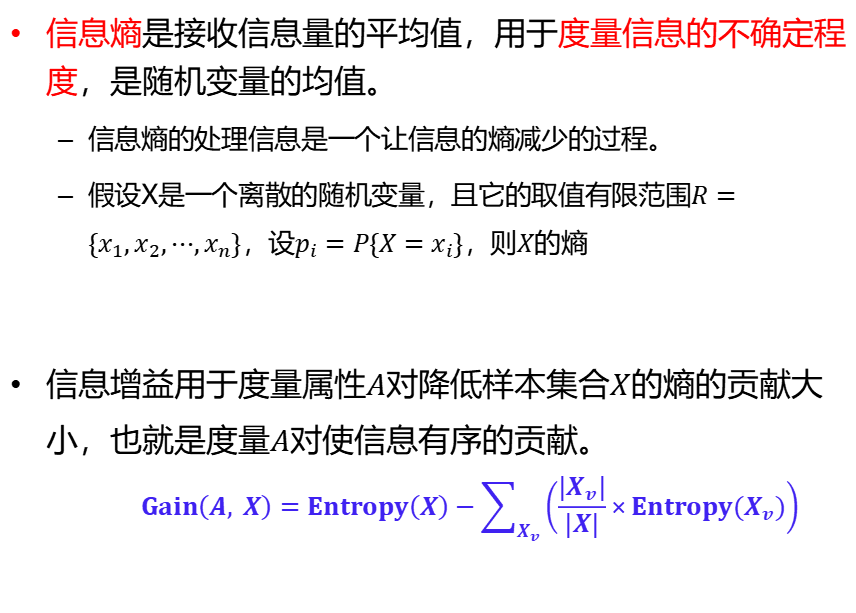 • 信息熵是接收信息量的平均值，用于度量信息的不确定程
度，是随机变量的均值。
– 信息熵的处理信息是一个让信息的熵减少的过程。
– 假设X是一个离散的随机变量，且它的取值有限范围𝑅 =
{𝑥₁, 𝑥₂, ⋯, 𝑥ₙ}，设𝑝ᵢ = 𝑃{𝑋 = 𝑥ᵢ}，则𝑋的熵
• 信息增益用于度量属性𝐴对降低样本集合𝑋的熵的贡献大
小，也就是度量𝐴对使信息有序的贡献。
Gain(A, X) = Entropy(X) − ∑_{X_v} (|X_v| / |X| × Entropy(X_v))